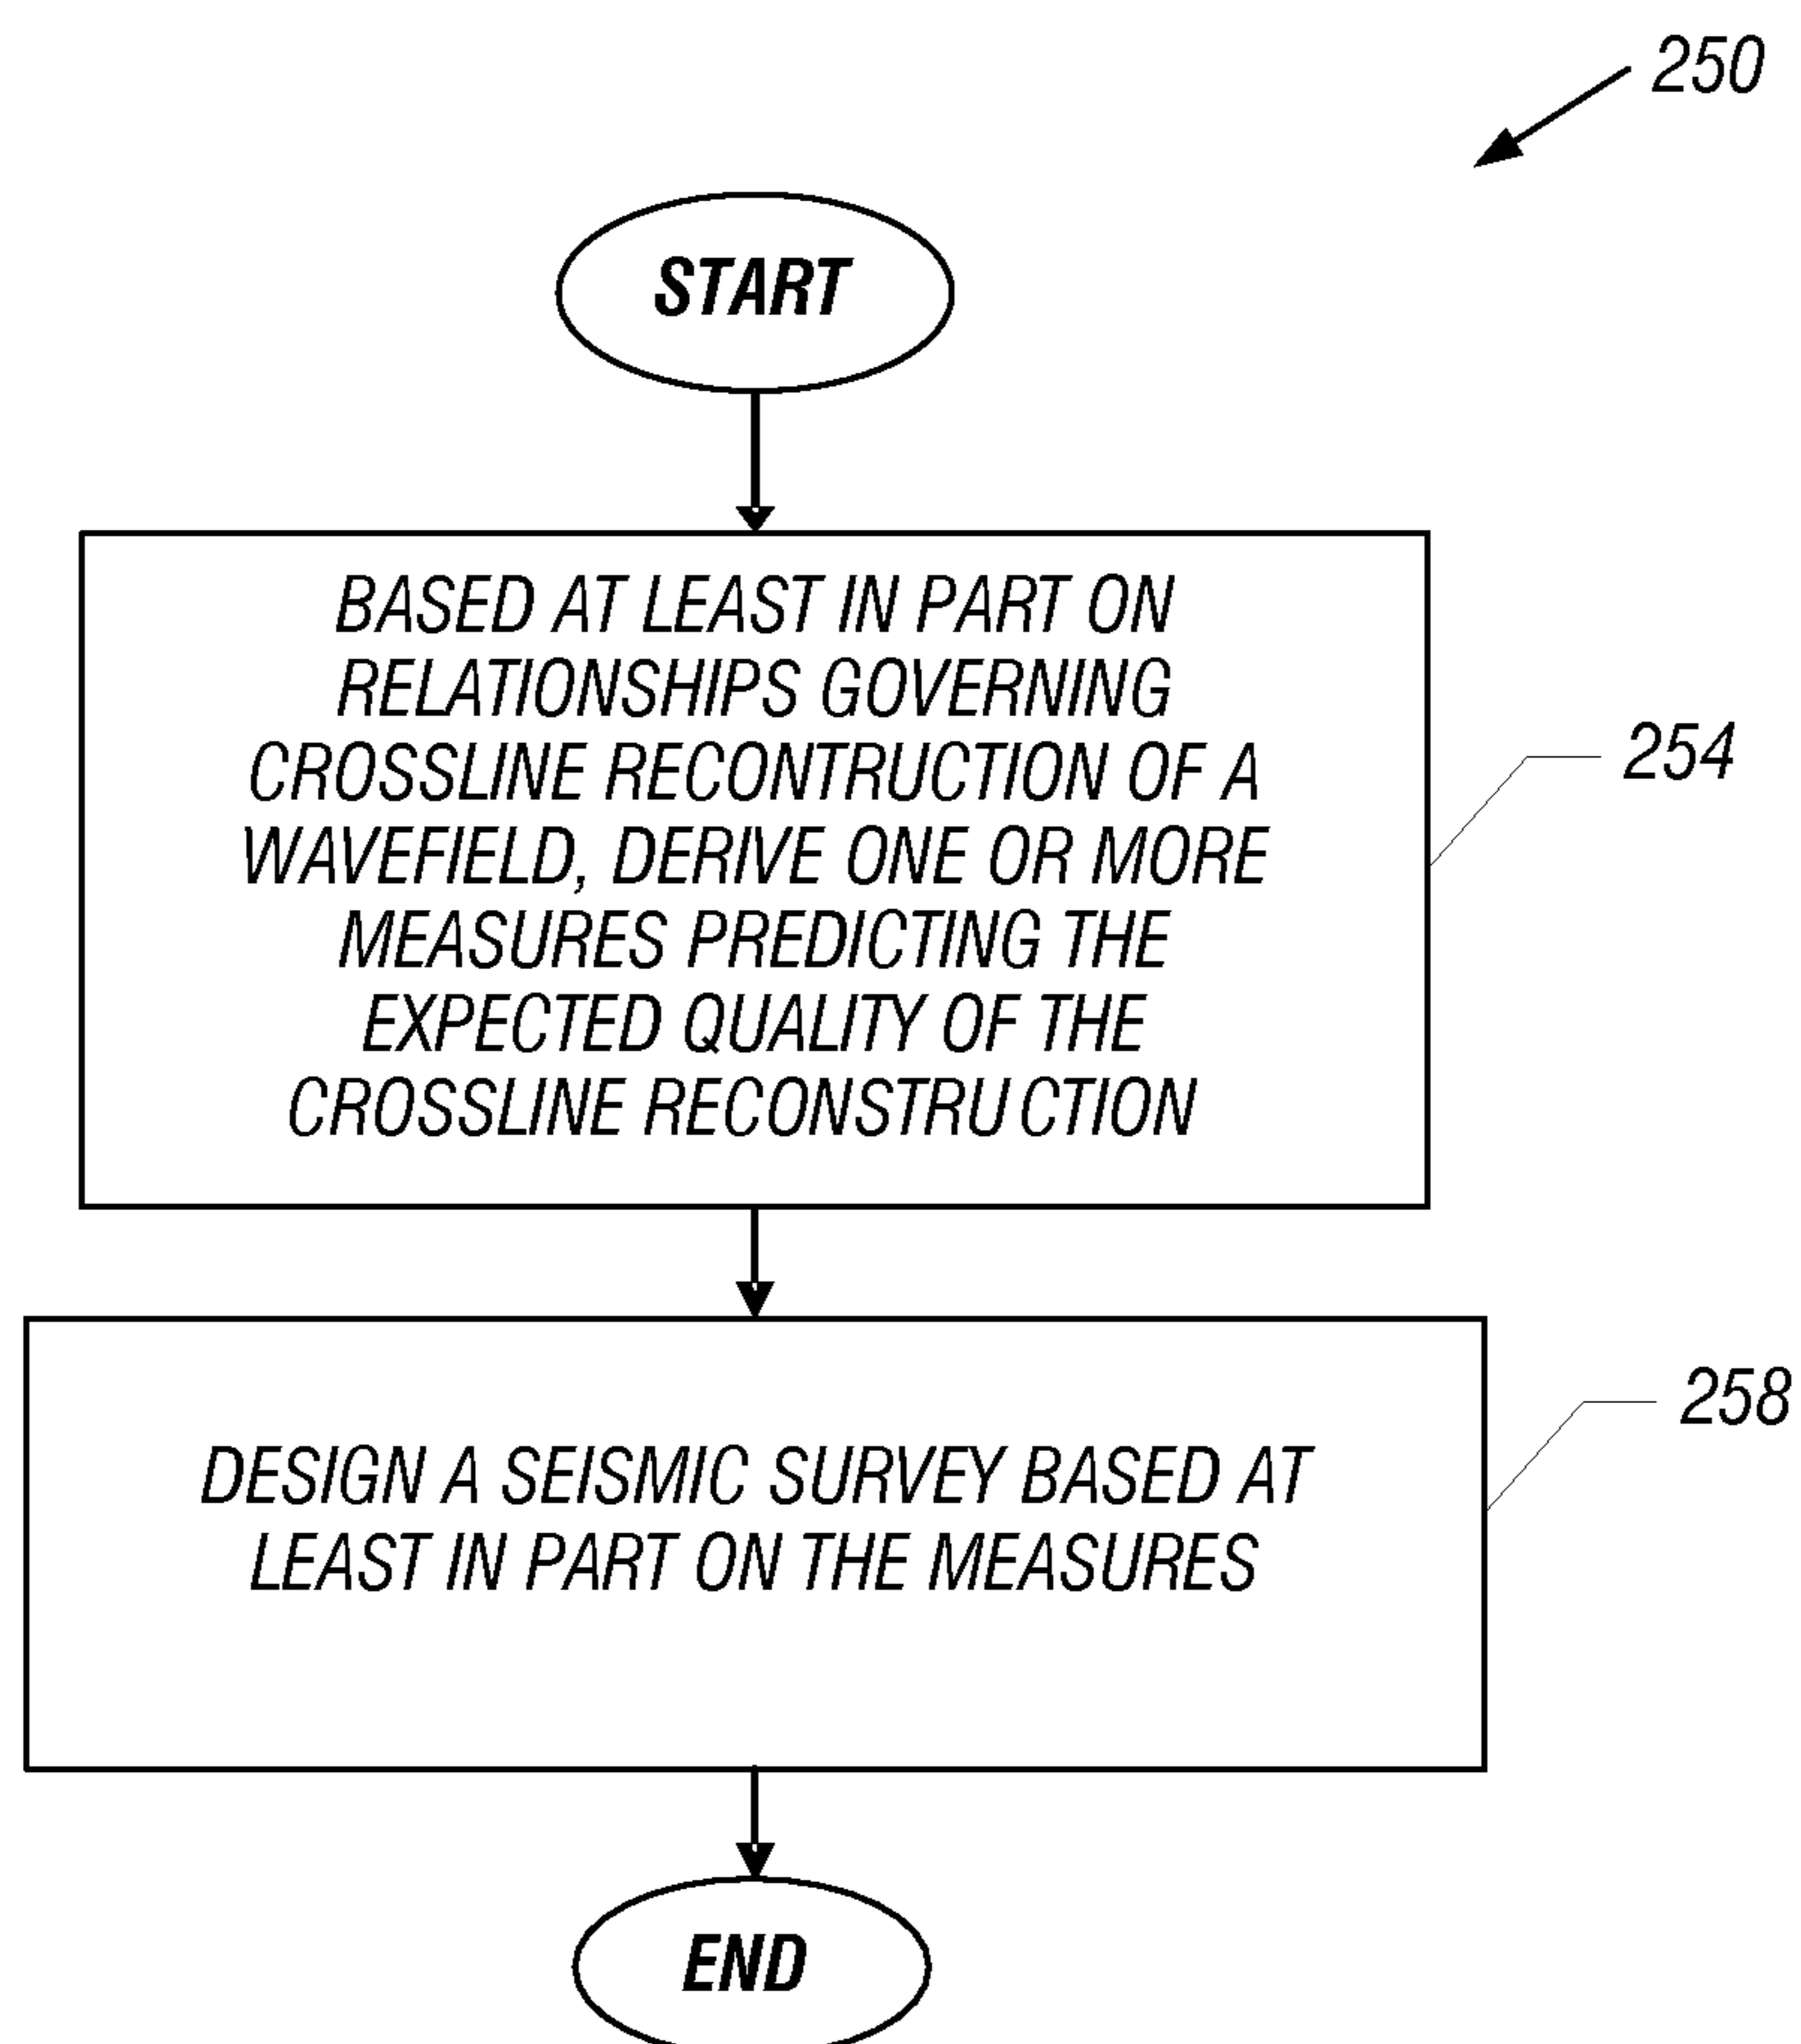 250
START
BASED AT LEAST IN PART ON
RELATIONSHIPS GOVERNING
CROSSLINE RECONTRUCTION OF A
WAVEFIELD, DERIVE ONE OR MORE
MEASURES PREDICTING THE
EXPECTED QUALITY OF THE
CROSSLINE RECONSTRUCTION
254
DESIGN A SEISMIC SURVEY BASED AT
LEAST IN PART ON THE MEASURES
258
END